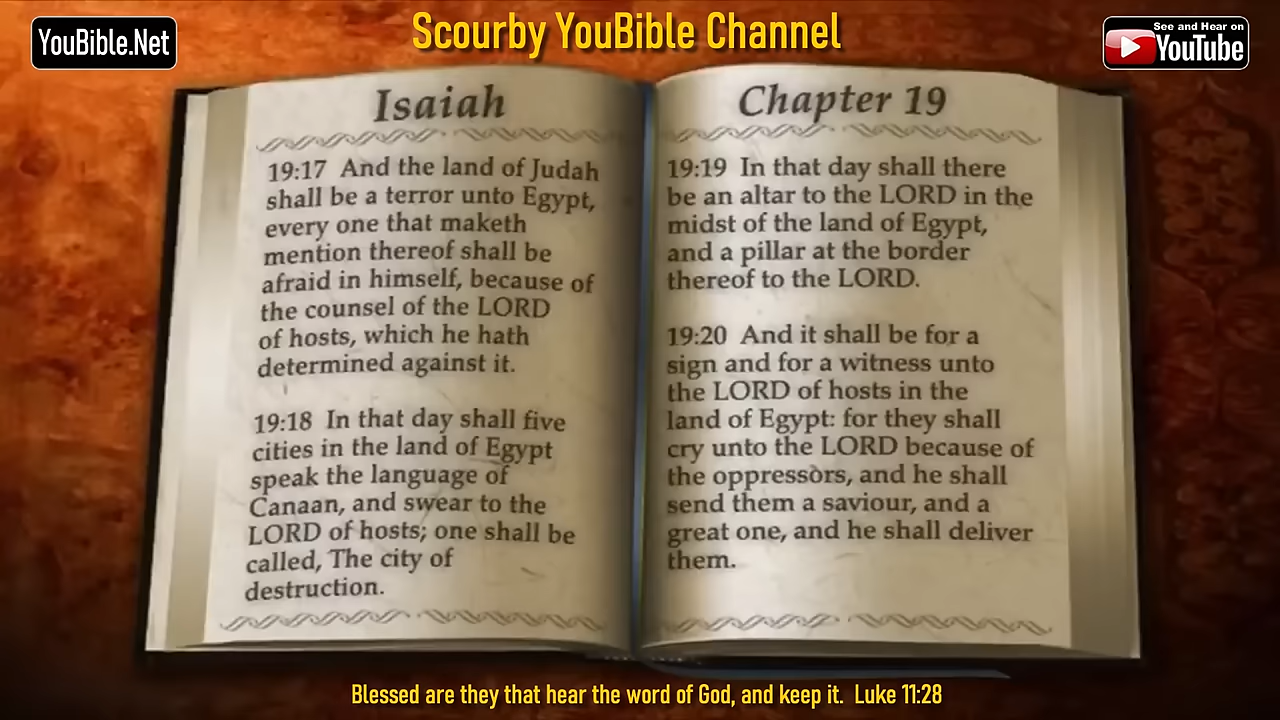 YouBible.Net
Scourby YouBible Channel
See and Hear on
YouTube
Isaiah
19:17 And the land of Judah
shall be a terror unto Egypt,
every one that maketh
mention thereof shall be
afraid in himself, because of
the counsel of the LORD
of hosts, which he hath
determined against it.
19:18 In that day shall five
cities in the land of Egypt
speak the language of
Canaan, and swear to the
LORD of hosts; one shall be
called, The city of
destruction.
Chapter 19
19:19 In that day shall there
be an altar to the LORD in the
midst of the land of Egypt,
and a pillar at the border
thereof to the LORD.
19:20 And it shall be for a
sign and for a witness unto
the LORD of hosts in the
land of Egypt: for they shall
cry unto the LORD because of
the oppressors, and he shall
send them a saviour, and a
great one, and he shall deliver
them.
Blessed are they that hear the word of God, and keep it. Luke 11:28